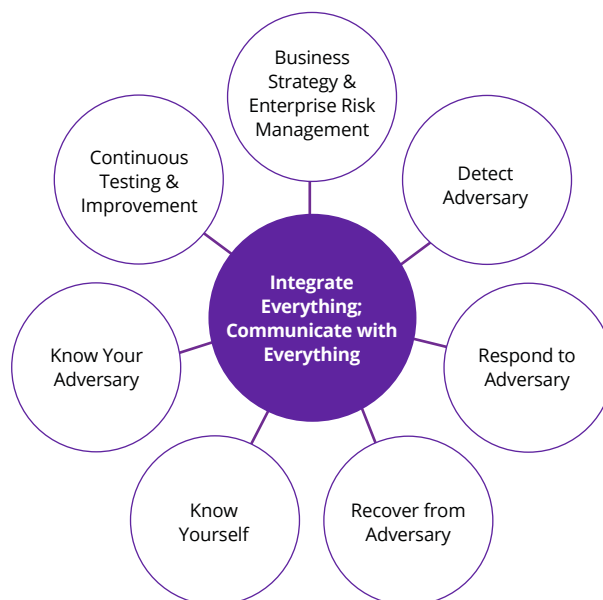 Business
Strategy &
Enterprise Risk
Management
Continuous
Testing &
Improvement
Detect
Adversary
Integrate
Everything;
Communicate with
Everything
Know Your
Adversary
Respond to
Adversary
Know
Yourself
Recover from
Adversary